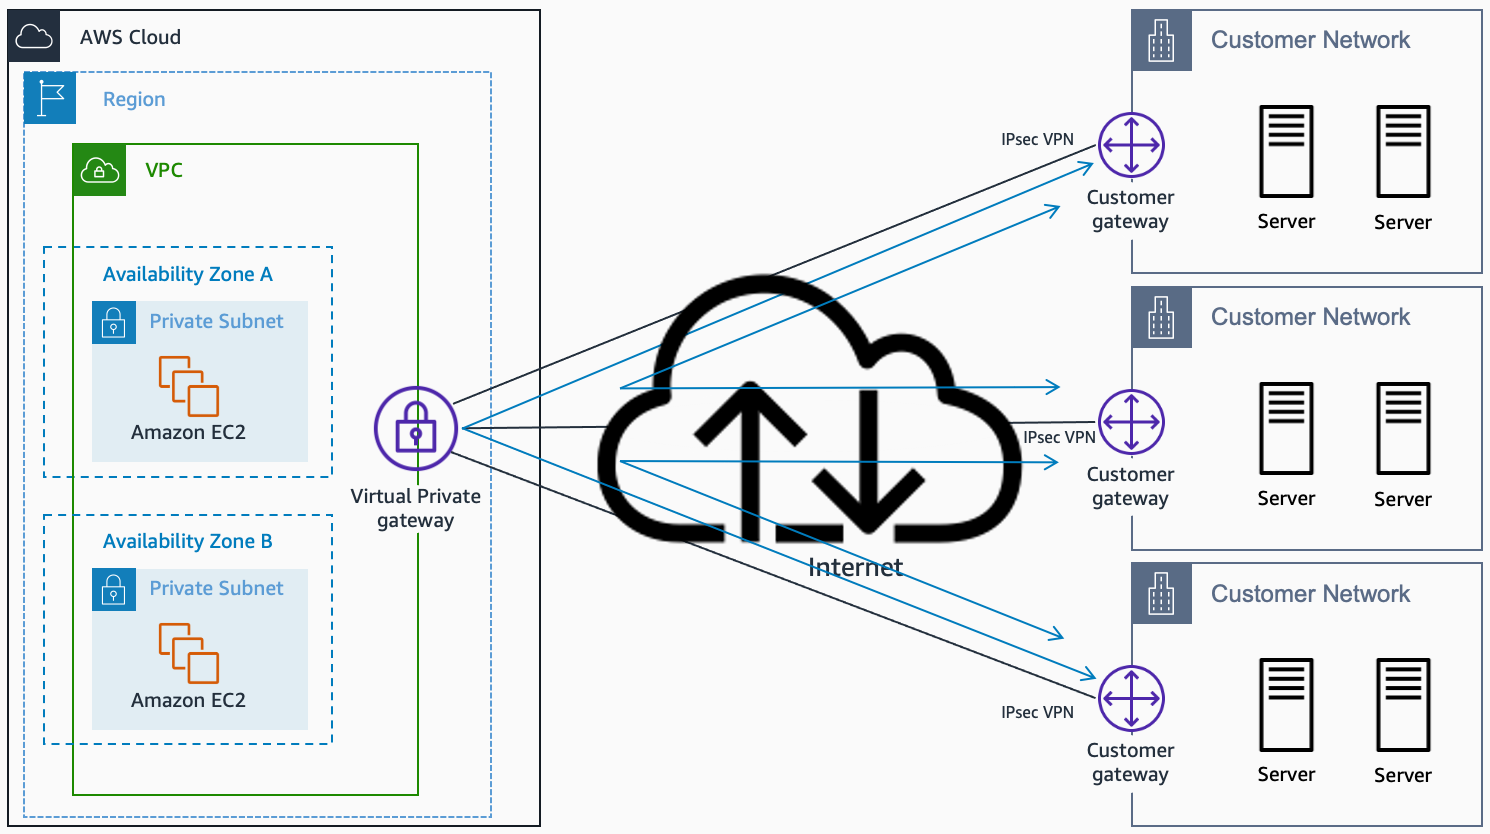 AWS Cloud
Region
VPC
Availability Zone A
Private Subnet
Amazon EC2
Virtual Private
gateway
Availability Zone B
Private Subnet
Amazon EC2
Internet
IPsec VPN
Customer
gateway
Customer Network
Server
Server
IPsec VPN
Customer
gateway
Customer Network
Server
Server
IPsec VPN
Customer
gateway
Customer Network
Server
Server